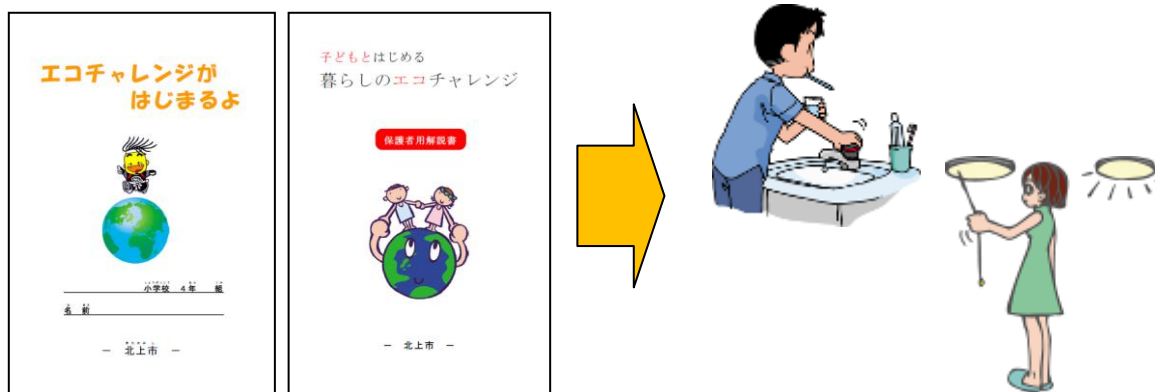 エコチャレンジが
はじまるよ
小学校 4年 組
名 前
－ 北上市 －
子どもとはじめる
暮らしのエコチャレンジ
保護者用解説書
－ 北上市 －